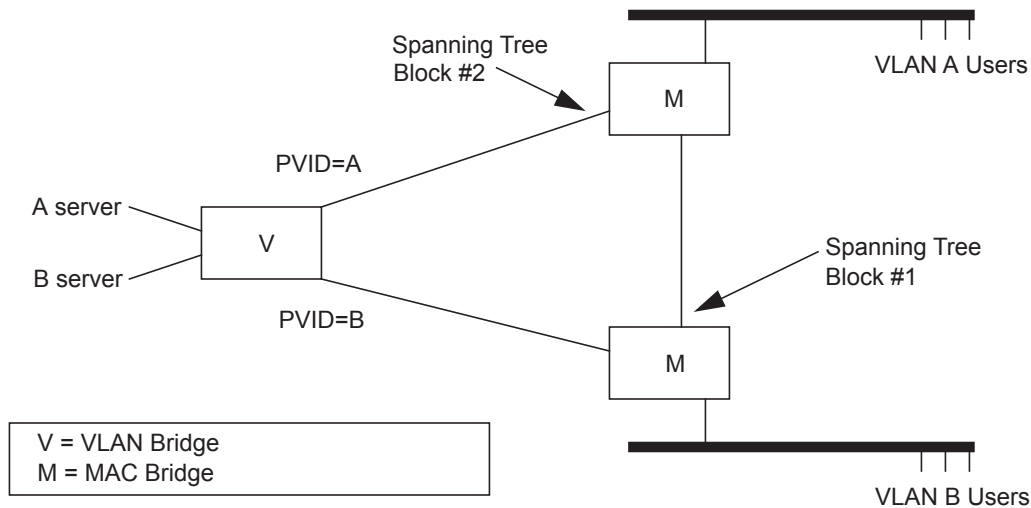 Spanning Tree
Block #2
VLAN A Users
M
PVID=A
A server
V
B server
Spanning Tree
Block #1
PVID=B
M
V = VLAN Bridge
M = MAC Bridge
VLAN B Users